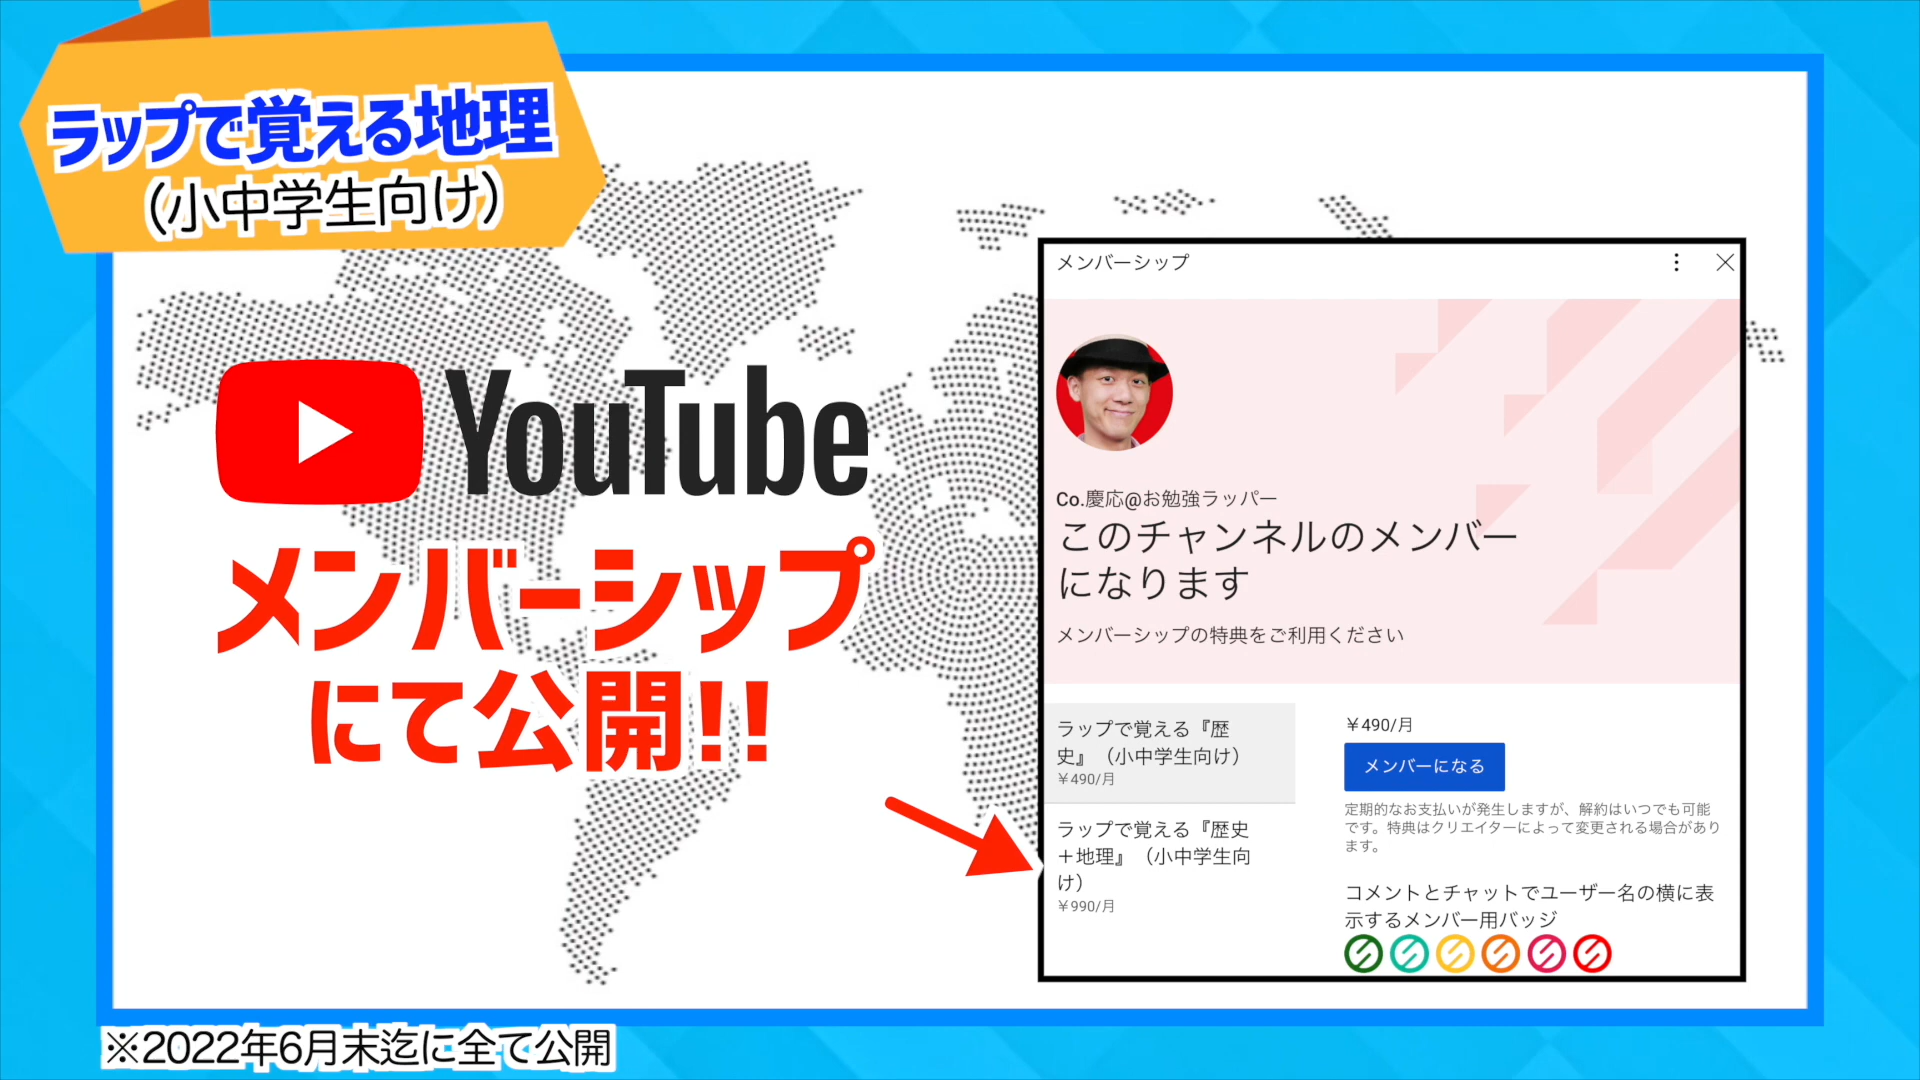 ラップで覚える地理
(小中学生向け)
YouTube
メンバーシップ
にて公開!!
メンバーシップ
Co.慶応@お勉強ラッパー
このチャンネルのメンバー
になります
メンバーシップの特典をご利用ください
ラップで覚える『歴
史』（小中学生向け）
￥490/月
ラップで覚える『歴史
＋地理』（小中学生向
け）
￥990/月
￥490/月
メンバーになる
定期的なお支払いが発生しますが、解約はいつでも可能
です。特典はクリエイターによって変更される場合があり
ます。
コメントとチャットでユーザー名の横に表
示するメンバー用バッジ
※2022年6月末迄に全て公開